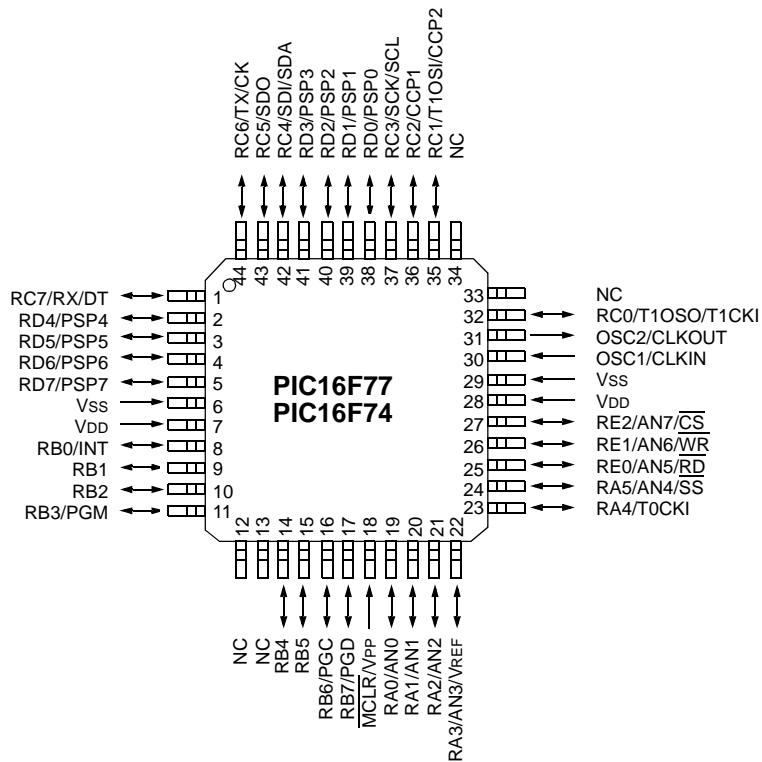 RC6/TX/CK
RC5/SDO
RC4/SDI/SDA
RD3/PSP3
RD2/PSP2
RD1/PSP1
RD0/PSP0
RC3/SCK/SCL
RC2/CCP1
RC1/T1OSI/CCP2
NC
44
43
42
41
40
39
38
37
36
35
34
RC7/RX/DT 1
RD4/PSP4 2
RD5/PSP5 3
RD6/PSP6 4
RD7/PSP7 5
VSS 6
VDD 7
RB0/INT 8
RB1 9
RB2 10
RB3/PGM 11
PIC16F77
PIC16F74
33 NC
32 RC0/T1OSO/T1CKI
31 OSC2/CLKOUT
30 OSC1/CLKIN
29 VSS
28 VDD
27 RE2/AN7/C̅S̅
26 RE1/AN6/W̅R̅
25 RE0/AN5/R̅D̅
24 RA5/AN4/S̅S̅
23 RA4/T0CKI
12
13
14
15
16
17
18
19
20
21
22
NC
NC
RB4
RB5
RB6/PGC
RB7/PGD
M̅C̅L̅R̅/VPP
RA0/AN0
RA1/AN1
RA2/AN2
RA3/AN3/VREF